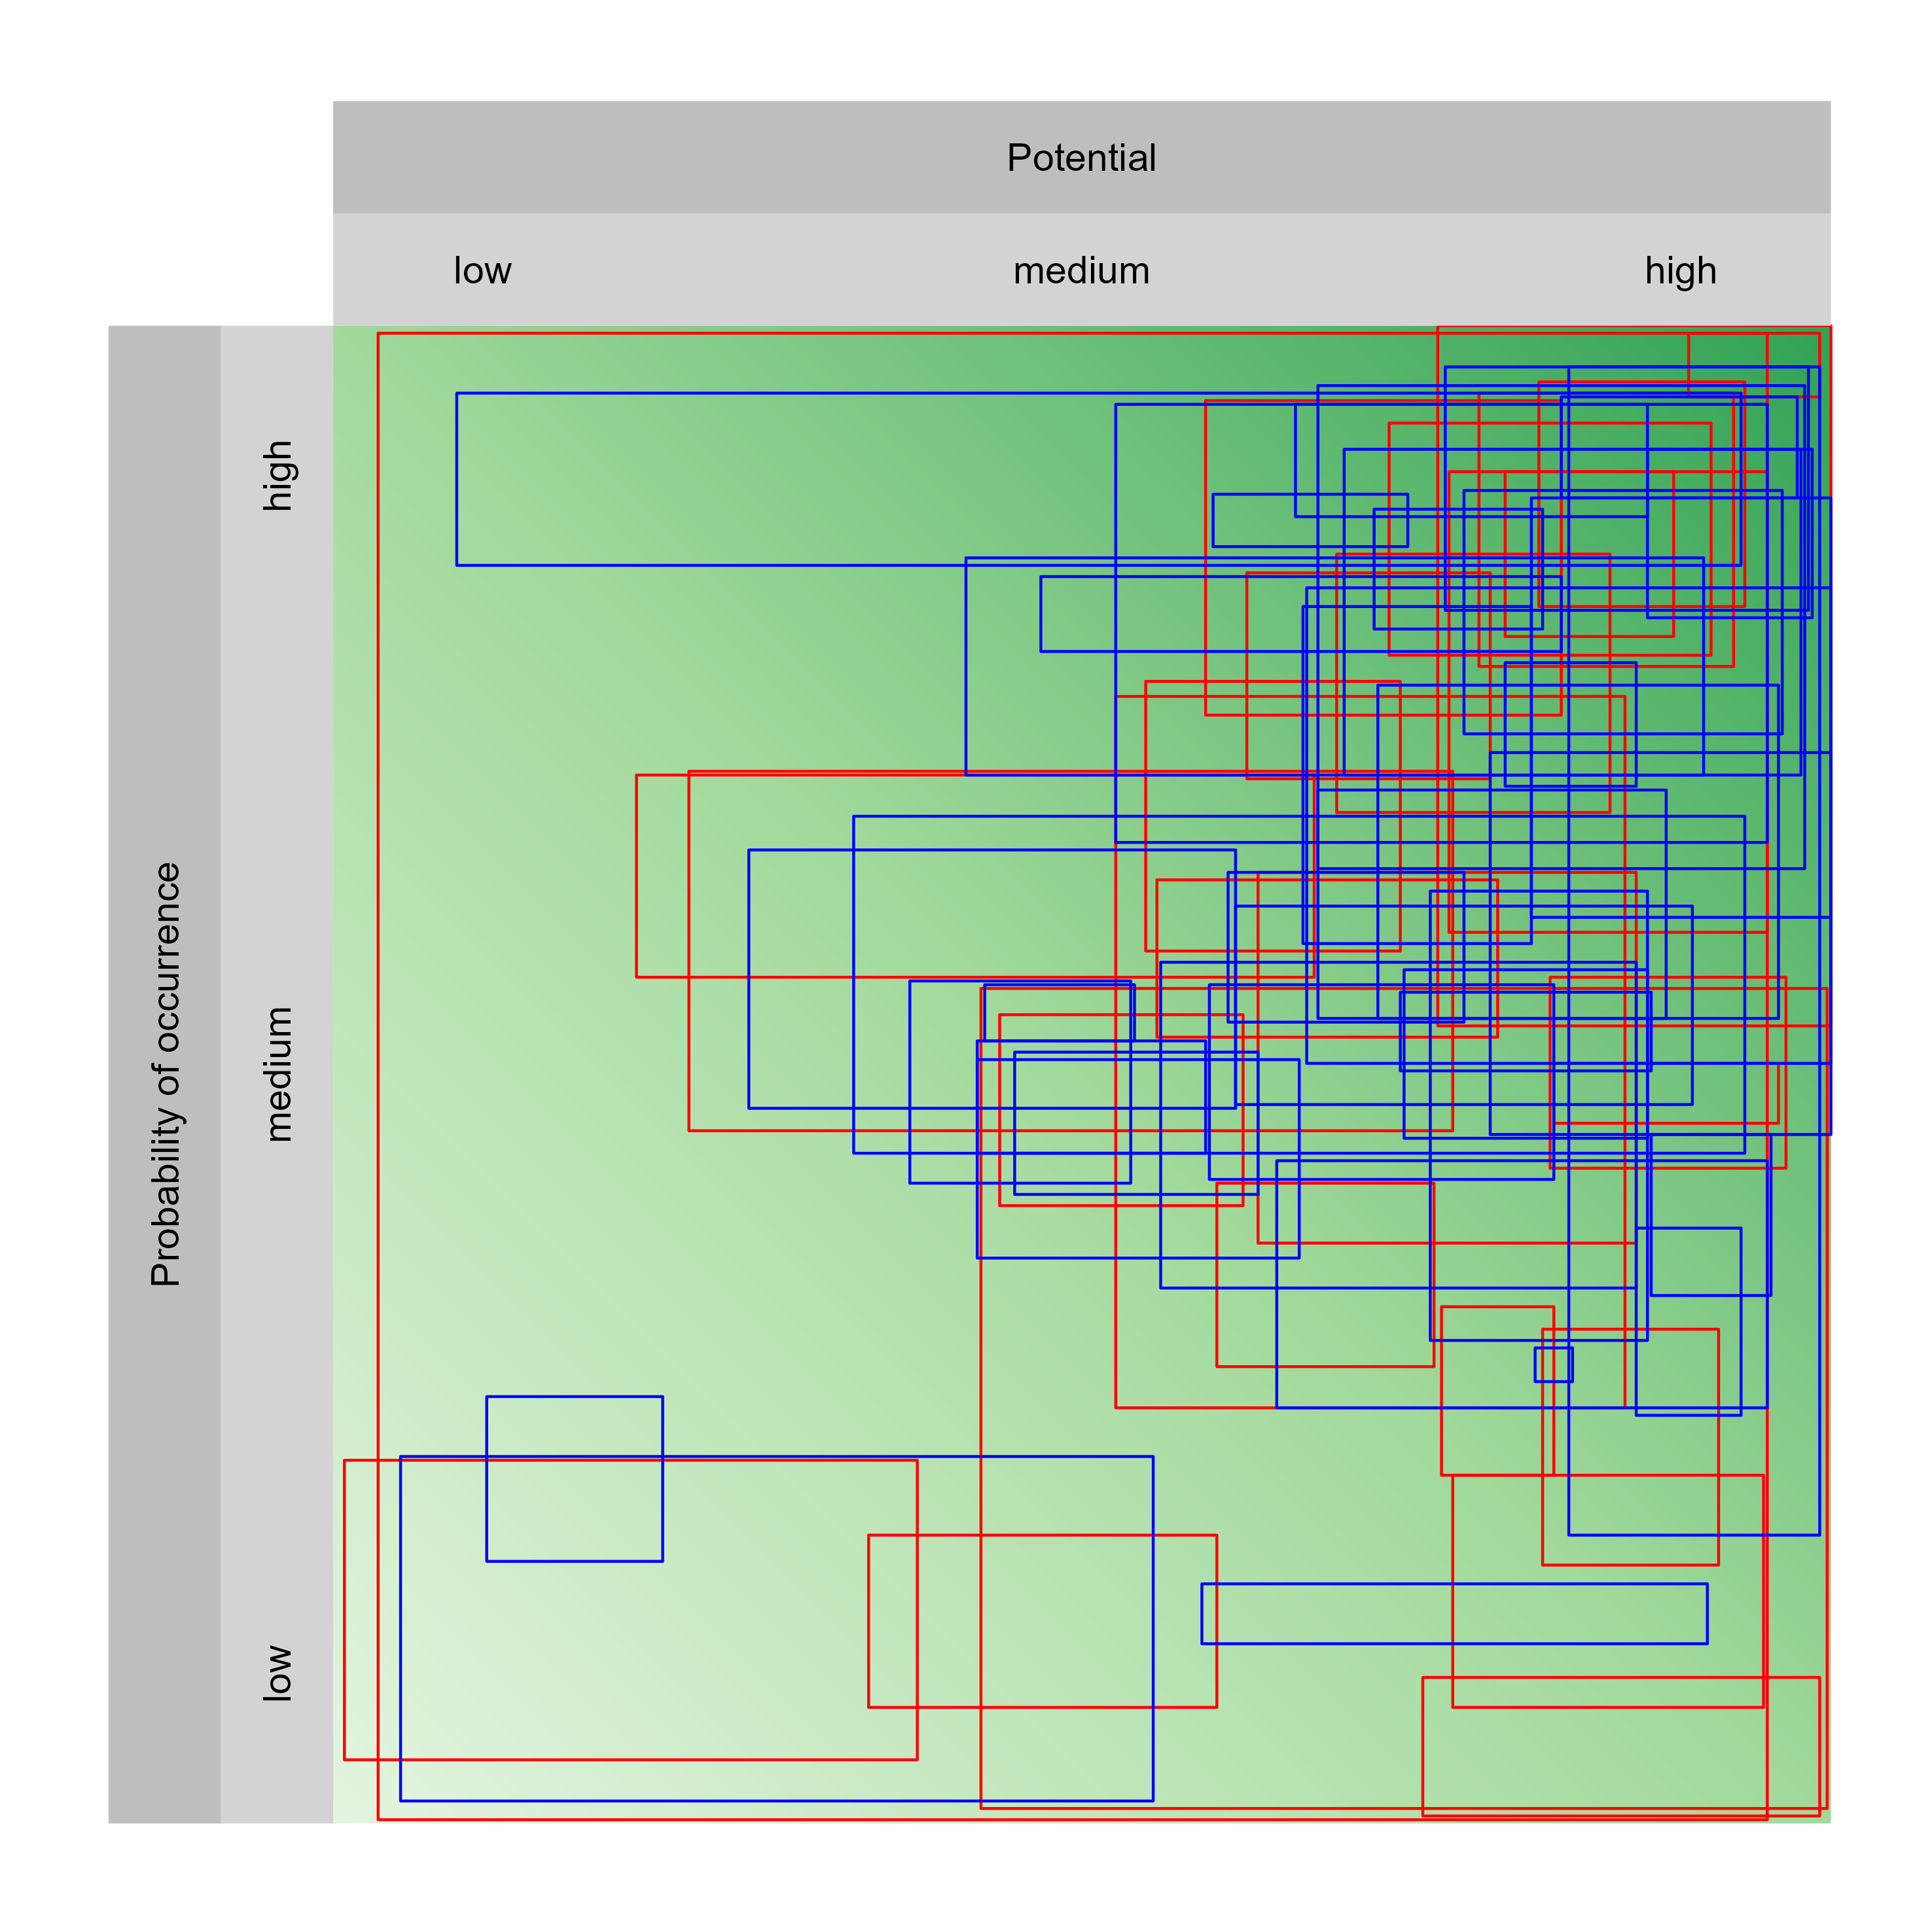 Potential
low
medium
high
Probability of occurrence
high
medium
low